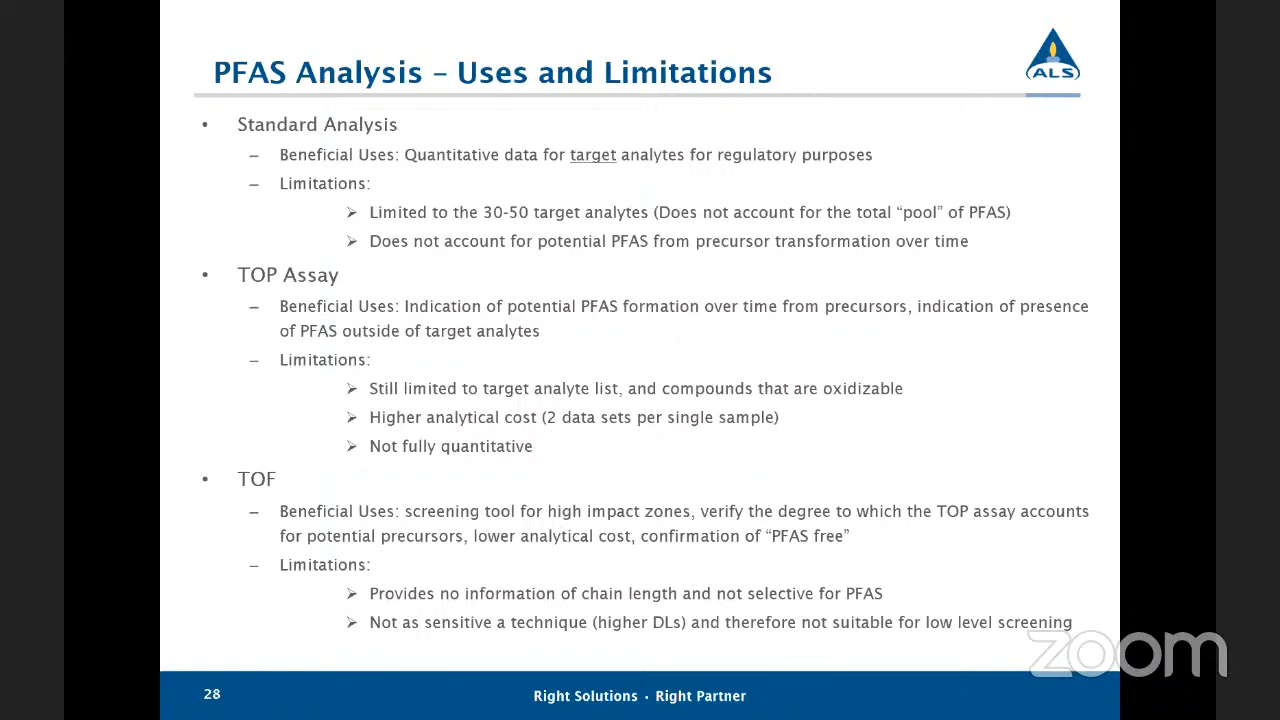 PFAS Analysis – Uses and Limitations
ALS
• Standard Analysis
– Beneficial Uses: Quantitative data for target analytes for regulatory purposes
– Limitations:
➢ Limited to the 30-50 target analytes (Does not account for the total “pool” of PFAS)
➢ Does not account for potential PFAS from precursor transformation over time
• TOP Assay
– Beneficial Uses: Indication of potential PFAS formation over time from precursors, indication of presence
of PFAS outside of target analytes
– Limitations:
➢ Still limited to target analyte list, and compounds that are oxidizable
➢ Higher analytical cost (2 data sets per single sample)
➢ Not fully quantitative
• TOF
– Beneficial Uses: screening tool for high impact zones, verify the degree to which the TOP assay accounts
for potential precursors, lower analytical cost, confirmation of “PFAS free”
– Limitations:
➢ Provides no information of chain length and not selective for PFAS
➢ Not as sensitive a technique (higher DLs) and therefore not suitable for low level screening
zoom
28
Right Solutions · Right Partner